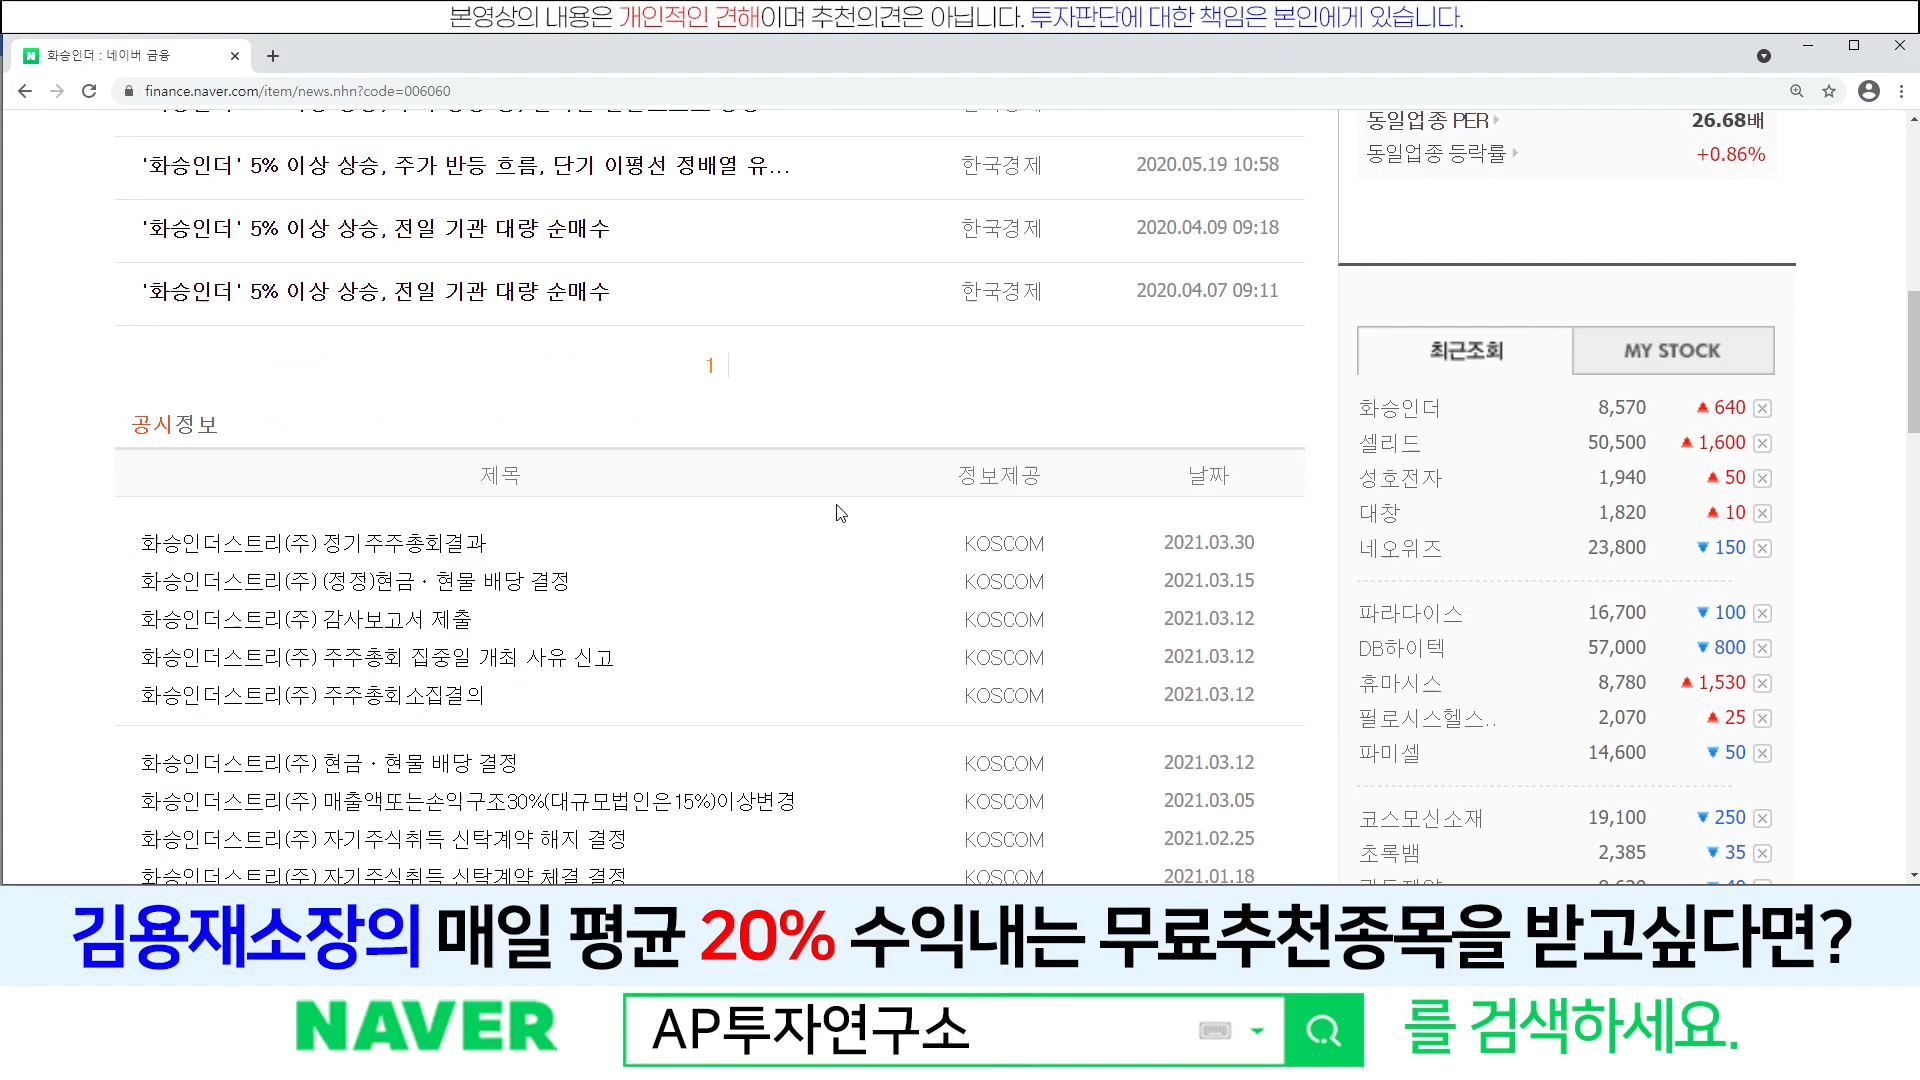 본영상의 내용은 개인적인 견해이며 추천의견은 아닙니다. 투자판단에 대한 책임은 본인에게 있습니다.
화승인더 : 네이버 금융
finance.naver.com/item/news.nhn?code=006060
'화승인더' 5% 이상 상승, 주가 반등 흐름, 단기 이평선 정배열 유... 한국경제 2020.05.19 10:58
'화승인더' 5% 이상 상승, 전일 기관 대량 순매수 한국경제 2020.04.09 09:18
'화승인더' 5% 이상 상승, 전일 기관 대량 순매수 한국경제 2020.04.07 09:11
1
공시정보
제목 정보제공 날짜
화승인더스트리(주) 정기주주총회결과 KOSCOM 2021.03.30
화승인더스트리(주) (정정)현금ㆍ현물 배당 결정 KOSCOM 2021.03.15
화승인더스트리(주) 감사보고서 제출 KOSCOM 2021.03.12
화승인더스트리(주) 주주총회 집중일 개최 사유 신고 KOSCOM 2021.03.12
화승인더스트리(주) 주주총회소집결의 KOSCOM 2021.03.12
화승인더스트리(주) 현금ㆍ현물 배당 결정 KOSCOM 2021.03.12
화승인더스트리(주) 매출액또는손익구조30%(대규모법인은15%)이상변경 KOSCOM 2021.03.05
화승인더스트리(주) 자기주식취득 신탁계약 해지 결정 KOSCOM 2021.02.25
화승인더스트리(주) 자기주식취득 신탁계약 체결 결정 KOSCOM 2021.01.18
동일업종 PER 26.68배
동일업종 등락률 +0.86%
최근조회 MY STOCK
화승인더 8,570 ▲ 640
셀리드 50,500 ▲ 1,600
성호전자 1,940 ▲ 50
대창 1,820 ▲ 10
네오위즈 23,800 ▼ 150
파라다이스 16,700 ▼ 100
DB하이텍 57,000 ▼ 800
휴마시스 8,780 ▲ 1,530
필로시스헬스.. 2,070 ▲ 25
파미셀 14,600 ▼ 50
코스모신소재 19,100 ▼ 250
초록뱀 2,385 ▼ 35
김용재소장의 매일 평균 20% 수익내는 무료추천종목을 받고싶다면?
NAVER AP투자연구소 를 검색하세요.